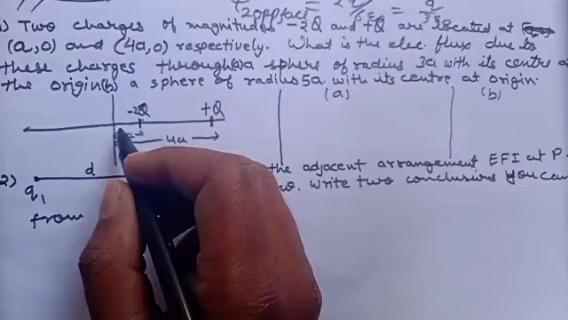 ) Two charges of magnitudes -2Q and +Q are located at
(a,0) and (4a,0) respectively. What is the elec. flux due to
these charges through(a)a sphere of radius 3a with its centre a
the origin(b) a sphere of radius 5a with its centre at origin.
(a) (b)
-2Q +Q
4a
2) d the adjacent arrangement EFI at P
q1 Write two conclusions you can
from